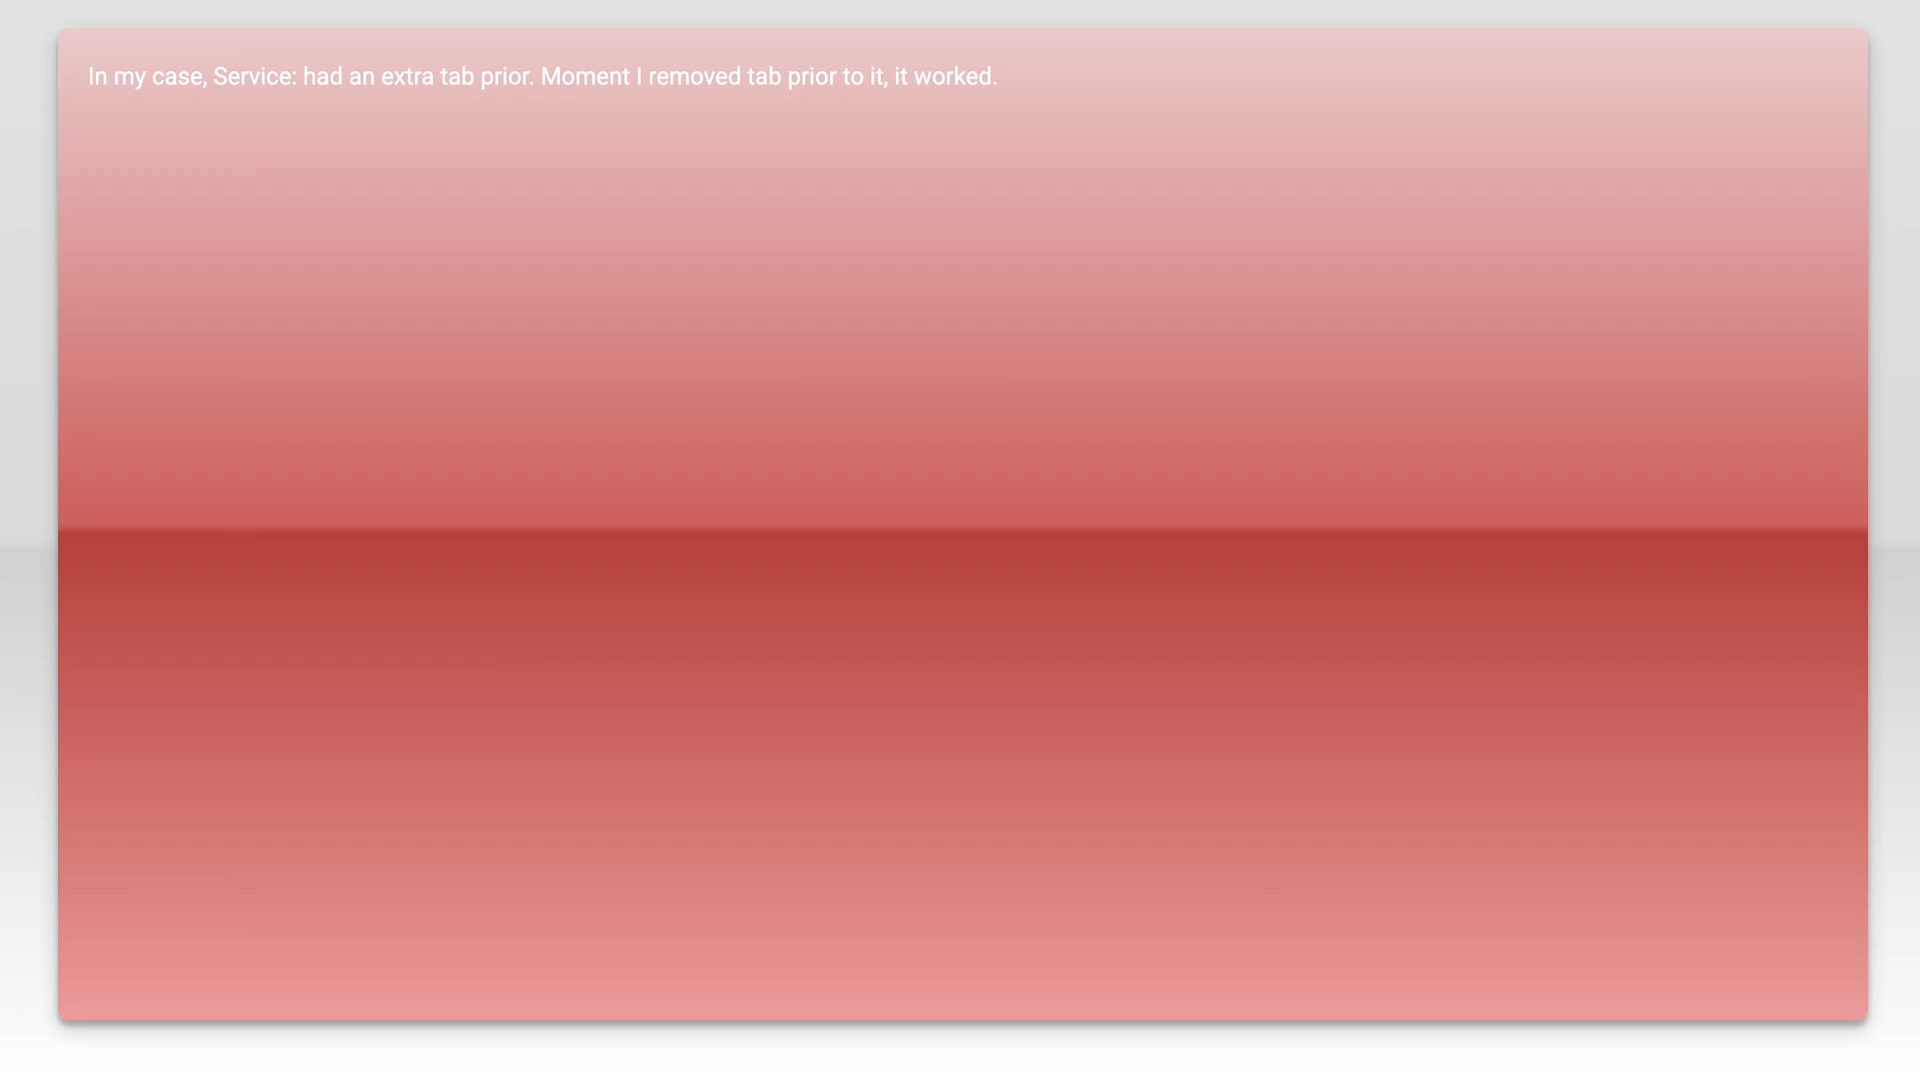 In my case, Service: had an extra tab prior. Moment I removed tab prior to it, it worked.